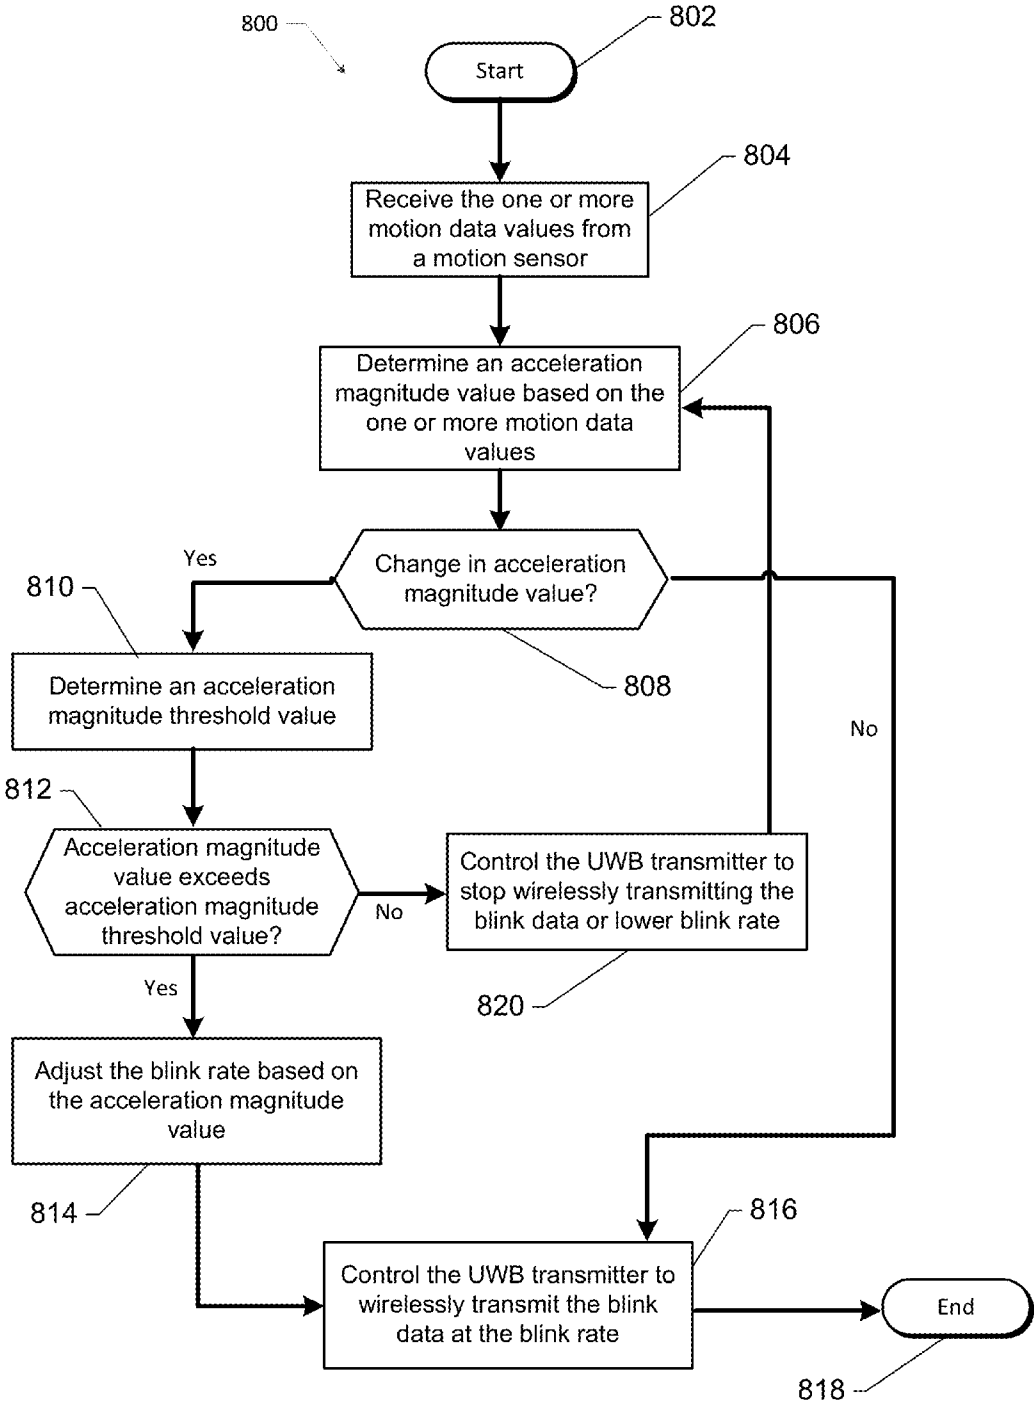 800
802
Start
804
Receive the one or more
motion data values from
a motion sensor
806
Determine an acceleration
magnitude value based on the
one or more motion data
values
Yes
Change in acceleration
magnitude value?
810
808
Determine an acceleration
magnitude threshold value
No
812
Acceleration magnitude
value exceeds
acceleration magnitude
threshold value?
No
Control the UWB transmitter to
stop wirelessly transmitting the
blink data or lower blink rate
Yes
820
Adjust the blink rate based on
the acceleration magnitude
value
814
816
Control the UWB transmitter to
wirelessly transmit the blink
data at the blink rate
End
818